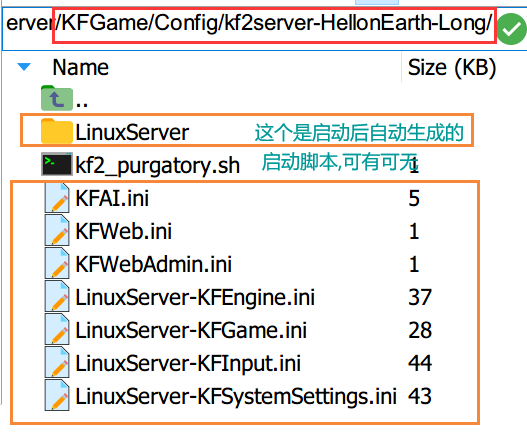 erver/KFGame/Config/kf2server-HellonEarth-Long/
Name Size (KB)
..
LinuxServer 这个是启动后自动生成的
kf2_purgatory.sh 启动脚本,可有可无 1
KFAI.ini 5
KFWeb.ini 1
KFWebAdmin.ini 1
LinuxServer-KFEngine.ini 37
LinuxServer-KFGame.ini 28
LinuxServer-KFInput.ini 44
LinuxServer-KFSystemSettings.ini 43